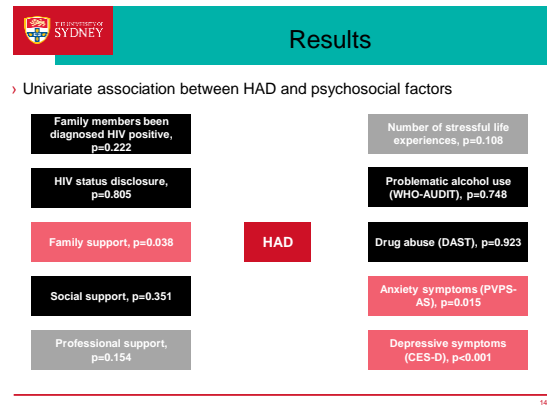 THE UNIVERSITY OF
SYDNEY
Results
› Univariate association between HAD and psychosocial factors
Family members been
diagnosed HIV positive,
p=0.222
HIV status disclosure,
p=0.805
Family support, p=0.038
Social support, p=0.351
Professional support,
p=0.154
HAD
Number of stressful life
experiences, p=0.108
Problematic alcohol use
(WHO-AUDIT), p=0.748
Drug abuse (DAST), p=0.923
Anxiety symptoms (PVPS-
AS), p=0.015
Depressive symptoms
(CES-D), p<0.001
14